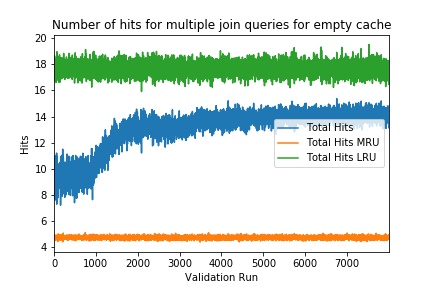 Number of hits for multiple join queries for empty cache
20
18
16
14
12
10
8
6
4
Hits
Total Hits
Total Hits MRU
Total Hits LRU
0 1000 2000 3000 4000 5000 6000 7000
Validation Run